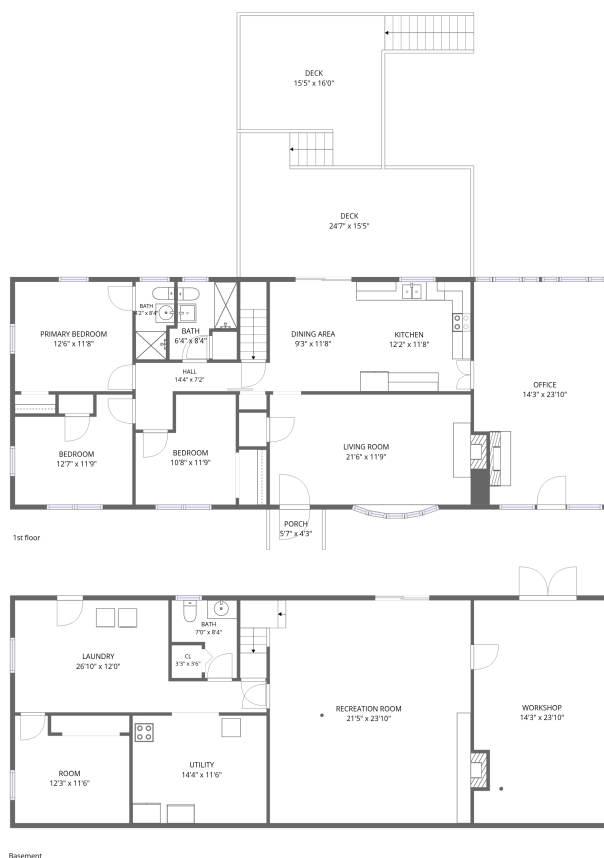 DECK
15'5" x 16'0"
DECK
24'7" x 15'5"
PRIMARY BEDROOM
12'6" x 11'8"
BATH
4'2" x 8'4"
BATH
6'4" x 8'4"
DINING AREA
9'3" x 11'8"
KITCHEN
12'2" x 11'8"
HALL
14'4" x 7'2"
OFFICE
14'3" x 23'10"
BEDROOM
12'7" x 11'9"
BEDROOM
10'8" x 11'9"
LIVING ROOM
21'6" x 11'9"
PORCH
5'7" x 4'3"
1st floor
BATH
7'0" x 8'4"
LAUNDRY
26'10" x 12'0"
CL
3'3" x 3'6"
RECREATION ROOM
21'5" x 23'10"
WORKSHOP
14'3" x 23'10"
ROOM
12'3" x 11'6"
UTILITY
14'4" x 11'6"
Basement